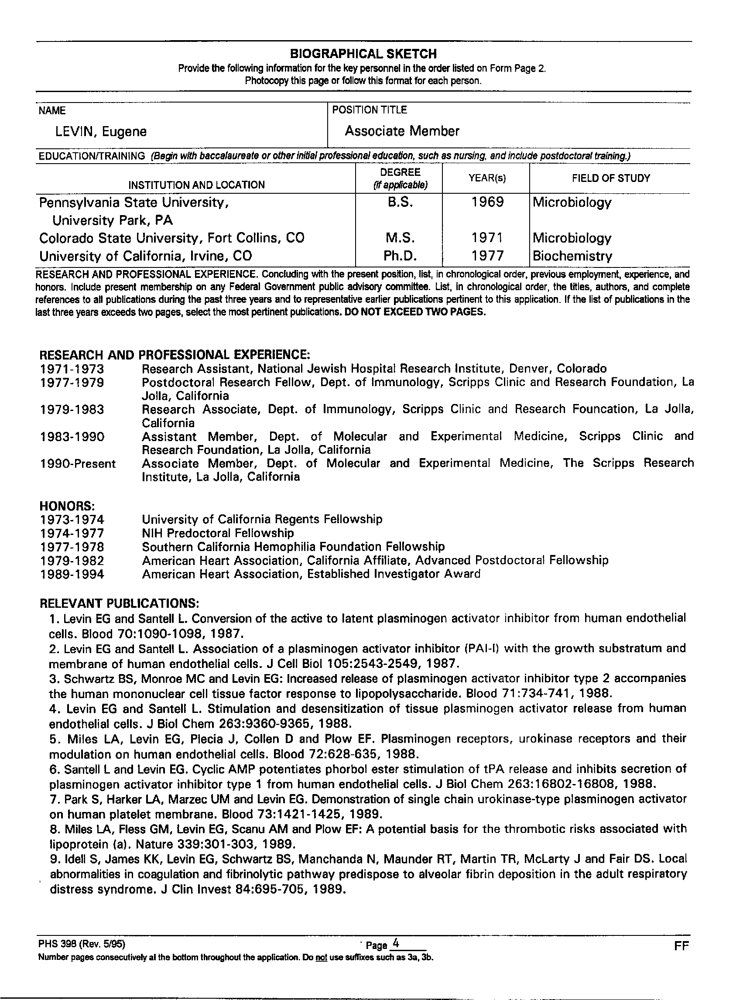 BIOGRAPHICAL SKETCH
Provide the following information for the key personnel in the order listed on Form Page 2.
Photocopy this page or follow this format for each person.
NAME
POSITION TITLE
LEVIN, Eugene
Associate Member
EDUCATION/TRAINING (Begin with baccalaureate or other initial professional education, such as nursing, and include postdoctoral training.)
INSTITUTION AND LOCATION
DEGREE
(if applicable)
YEAR(s)
FIELD OF STUDY
Pennsylvania State University, B.S. 1969 Microbiology
University Park, PA
Colorado State University, Fort Collins, CO M.S. 1971 Microbiology
University of California, Irvine, CO Ph.D. 1977 Biochemistry
RESEARCH AND PROFESSIONAL EXPERIENCE. Concluding with the present position, list, in chronological order, previous employment, experience, and
honors. Include present membership on any Federal Government public advisory committee. List, in chronological order, the titles, authors, and complete
references to all publications during the past three years and to representative earlier publications pertinent to this application. If the list of publications in the
last three years exceeds two pages, select the most pertinent publications. DO NOT EXCEED TWO PAGES.
RESEARCH AND PROFESSIONAL EXPERIENCE:
1971-1973 Research Assistant, National Jewish Hospital Research Institute, Denver, Colorado
1977-1979 Postdoctoral Research Fellow, Dept. of Immunology, Scripps Clinic and Research Foundation, La
Jolla, California
1979-1983 Research Associate, Dept. of Immunology, Scripps Clinic and Research Founcation, La Jolla,
California
1983-1990 Assistant Member, Dept. of Molecular and Experimental Medicine, Scripps Clinic and
Research Foundation, La Jolla, California
1990-Present Associate Member, Dept. of Molecular and Experimental Medicine, The Scripps Research
Institute, La Jolla, California
HONORS:
1973-1974 University of California Regents Fellowship
1974-1977 NIH Predoctoral Fellowship
1977-1978 Southern California Hemophilia Foundation Fellowship
1979-1982 American Heart Association, California Affiliate, Advanced Postdoctoral Fellowship
1989-1994 American Heart Association, Established Investigator Award
RELEVANT PUBLICATIONS:
1. Levin EG and Santell L. Conversion of the active to latent plasminogen activator inhibitor from human endothelial
cells. Blood 70:1090-1098, 1987.
2. Levin EG and Santell L. Association of a plasminogen activator inhibitor (PAI-I) with the growth substratum and
membrane of human endothelial cells. J Cell Biol 105:2543-2549, 1987.
3. Schwartz BS, Monroe MC and Levin EG: Increased release of plasminogen activator inhibitor type 2 accompanies
the human mononuclear cell tissue factor response to lipopolysaccharide. Blood 71:734-741, 1988.
4. Levin EG and Santell L. Stimulation and desensitization of tissue plasminogen activator release from human
endothelial cells. J Biol Chem 263:9360-9365, 1988.
5. Miles LA, Levin EG, Plecia J, Collen D and Plow EF. Plasminogen receptors, urokinase receptors and their
modulation on human endothelial cells. Blood 72:628-635, 1988.
6. Santell L and Levin EG. Cyclic AMP potentiates phorbol ester stimulation of tPA release and inhibits secretion of
plasminogen activator inhibitor type 1 from human endothelial cells. J Biol Chem 263:16802-16808, 1988.
7. Park S, Harker LA, Marzec UM and Levin EG. Demonstration of single chain urokinase-type plasminogen activator
on human platelet membrane. Blood 73:1421-1425, 1989.
8. Miles LA, Fless GM, Levin EG, Scanu AM and Plow EF: A potential basis for the thrombotic risks associated with
lipoprotein (a). Nature 339:301-303, 1989.
9. Idell S, James KK, Levin EG, Schwartz BS, Manchanda N, Maunder RT, Martin TR, McLarty J and Fair DS. Local
abnormalities in coagulation and fibrinolytic pathway predispose to alveolar fibrin deposition in the adult respiratory
distress syndrome. J Clin Invest 84:695-705, 1989.
PHS 398 (Rev. 5/95) Page 4 FF
Number pages consecutively at the bottom throughout the application. Do not use suffixes such as 3a, 3b.